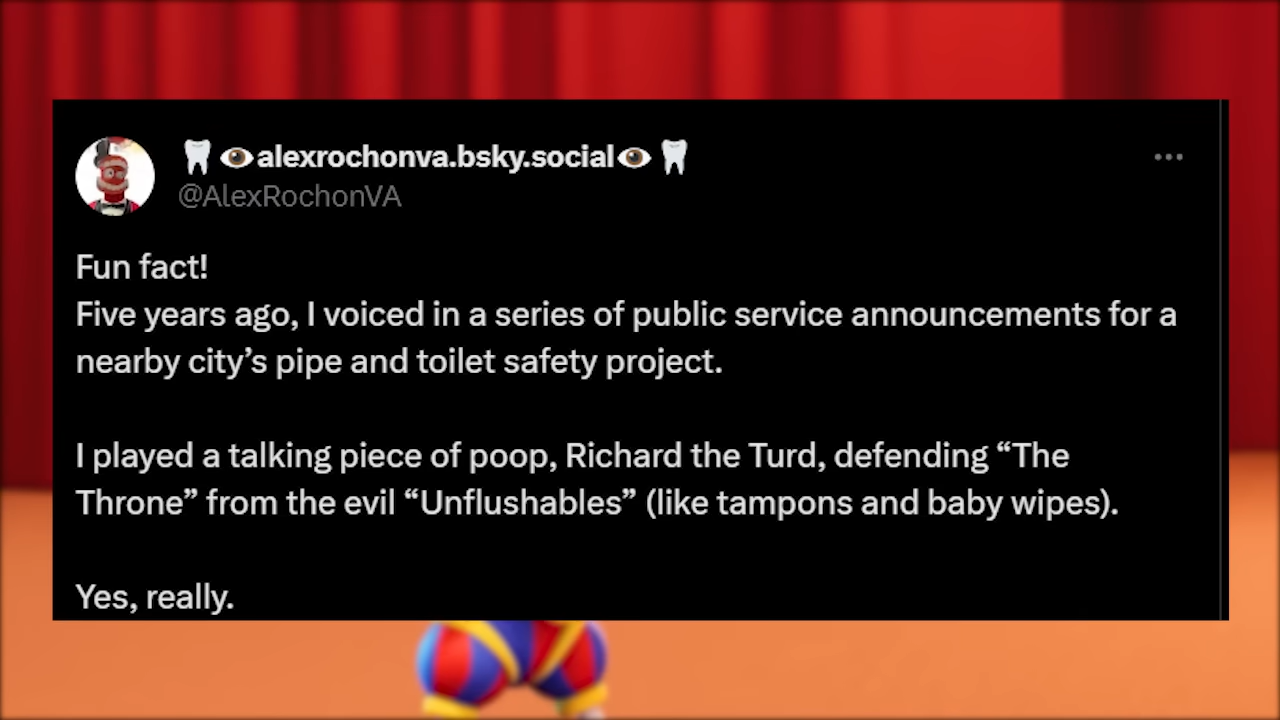 🦷👁️alexrochonva.bsky.social👁️🦷
@AlexRochonVA
Fun fact!
Five years ago, I voiced in a series of public service announcements for a
nearby city’s pipe and toilet safety project.
I played a talking piece of poop, Richard the Turd, defending “The
Throne” from the evil “Unflushables” (like tampons and baby wipes).
Yes, really.